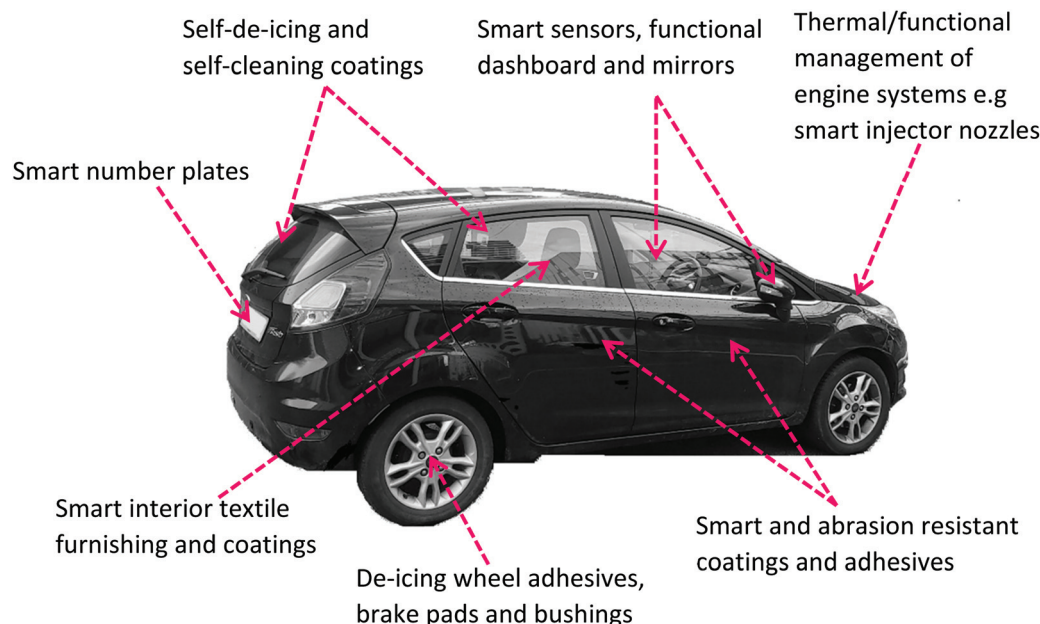 Self-de-icing and
self-cleaning coatings
Smart sensors, functional
dashboard and mirrors
Thermal/functional
management of
engine systems e.g
smart injector nozzles
Smart number plates
Smart interior textile
furnishing and coatings
De-icing wheel adhesives,
brake pads and bushings
Smart and abrasion resistant
coatings and adhesives